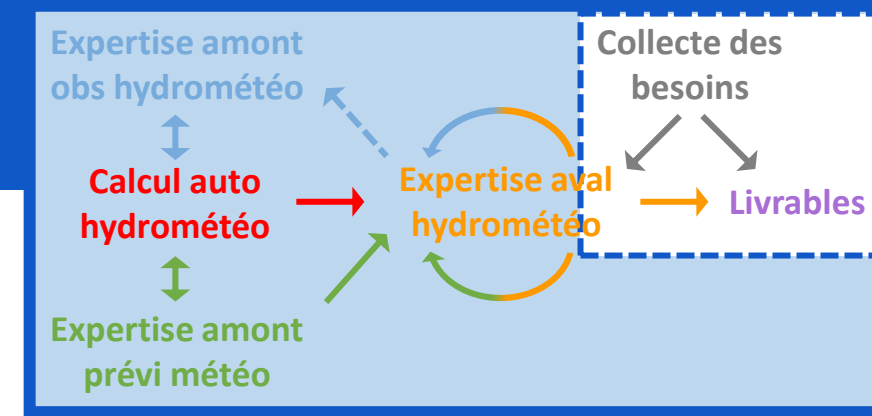 Expertise amont
obs hydrométéo
Collecte des
besoins
Calcul auto
hydrométéo
Expertise aval
hydrométéo
Livrables
Expertise amont
prévi météo